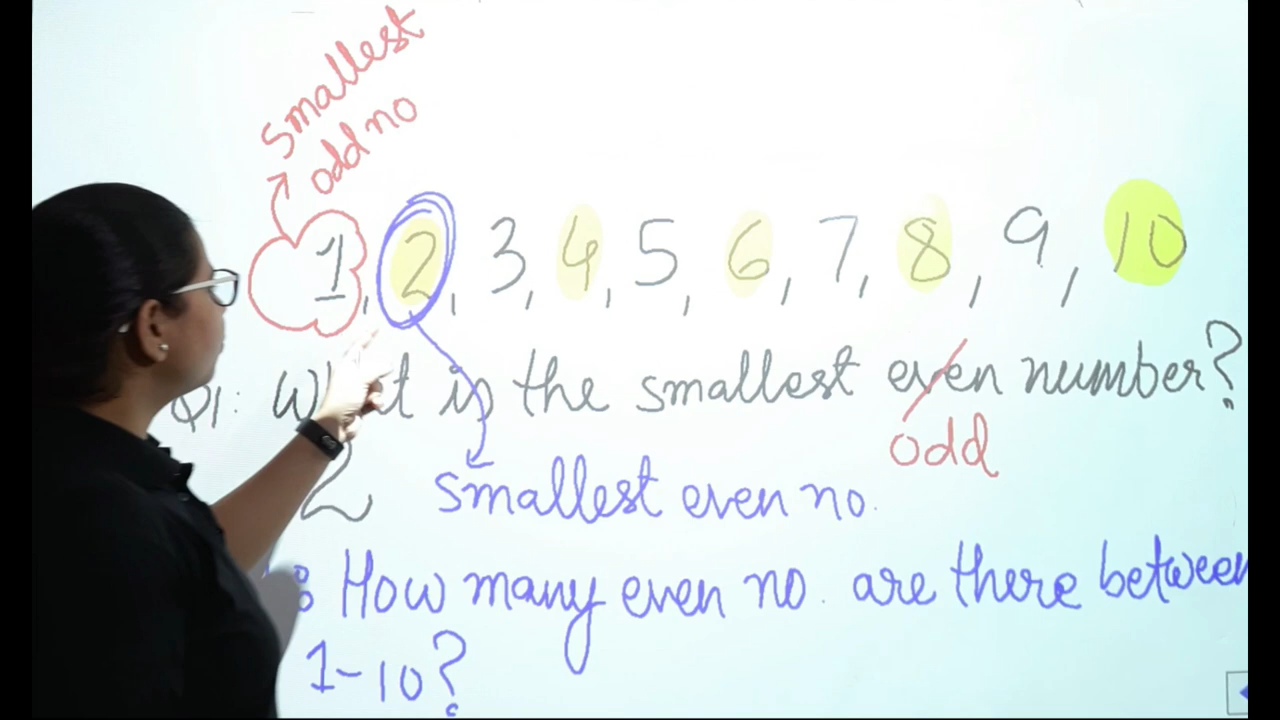 smallest
odd no
1, 2, 3, 4, 5, 6, 7, 8, 9, 10
Q1: What is the smallest even number?
odd
2
smallest even no.
How many even no. are there between
1-10?